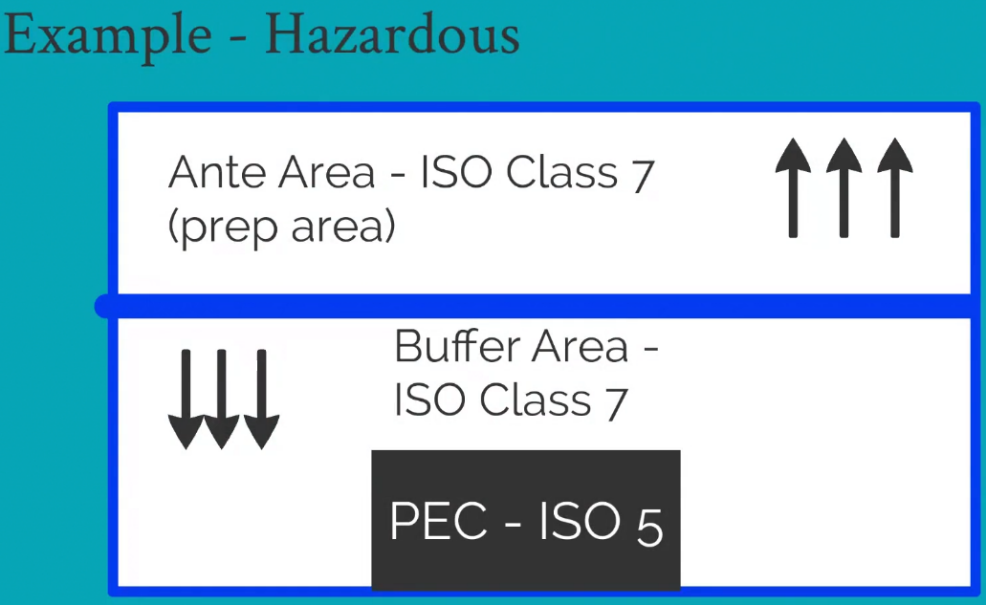 Example - Hazardous
Ante Area - ISO Class 7
(prep area)
Buffer Area -
ISO Class 7
PEC - ISO 5